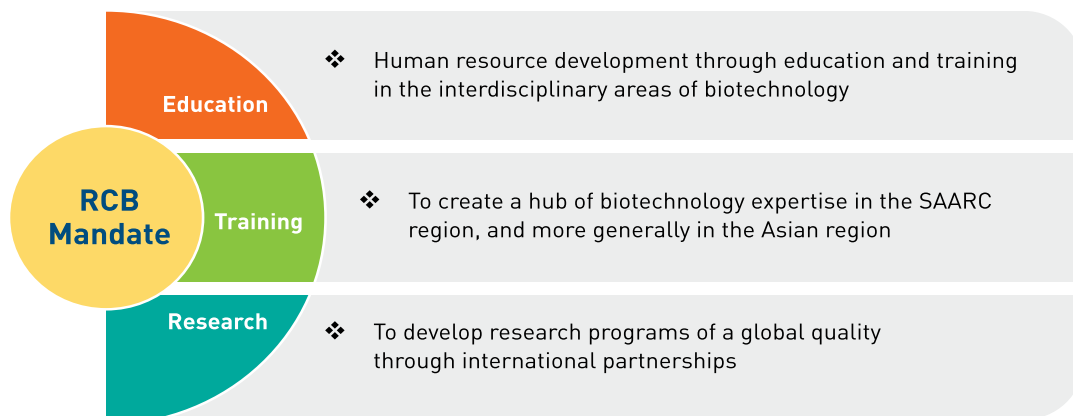 RCB
Mandate
Education
❖ Human resource development through education and training
in the interdisciplinary areas of biotechnology
Training
❖ To create a hub of biotechnology expertise in the SAARC
region, and more generally in the Asian region
Research
❖ To develop research programs of a global quality
through international partnerships